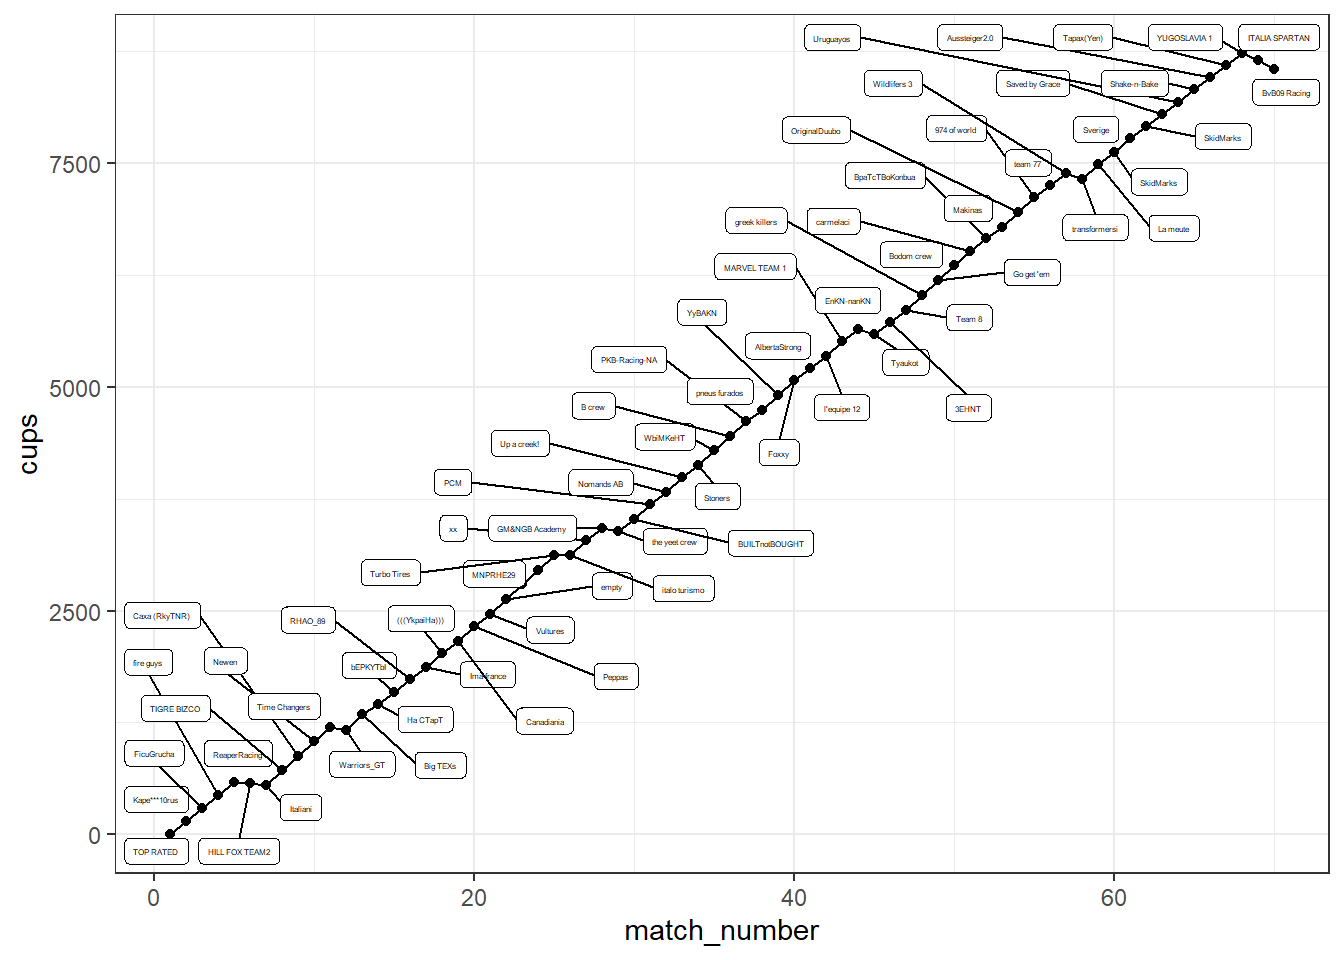 Uruguayos
Aussteiger2.0
Tapax(Yen)
YUGOSLAVIA 1
ITALIA SPARTAN
Wildlifers 3
Saved by Grace
Shake-n-Bake
BvB09 Racing
OriginalDuubo
974 of world
Sverige
SkidMarks
7500
team 77
BpaTcTBoKonbua
SkidMarks
Makinas
greek killers
carmelaci
transformersi
La meute
Bodom crew
MARVEL TEAM 1
Go get 'em
EnKN-nanKN
YyBAKN
Team 8
AlbertaStrong
PKB-Racing-NA
Tyaukot
5000
pneus furados
B crew
l'equipe 12
3EHNT
WbiMKeHT
Up a creek!
Foxxy
PCM
Nomands AB
Stoners
xx
GM&NGB Academy
the yeet crew
BUILTnotBOUGHT
Turbo Tires
MNPRHE29
empty
italo turismo
2500
Caxa (RkyTNR)
RHAO_89
(((YkpaiHa)))
Vultures
fire guys
Newen
bEPKYTbl
Ima france
Peppas
TIGRE BIZCO
Time Changers
Ha CTapT
Canadiania
FicuGrucha
ReaperRacing
Warriors_GT
Big TEXs
Kape***10rus
Italiani
0
TOP RATED
HILL FOX TEAM2
0
20
40
60
match_number
cups